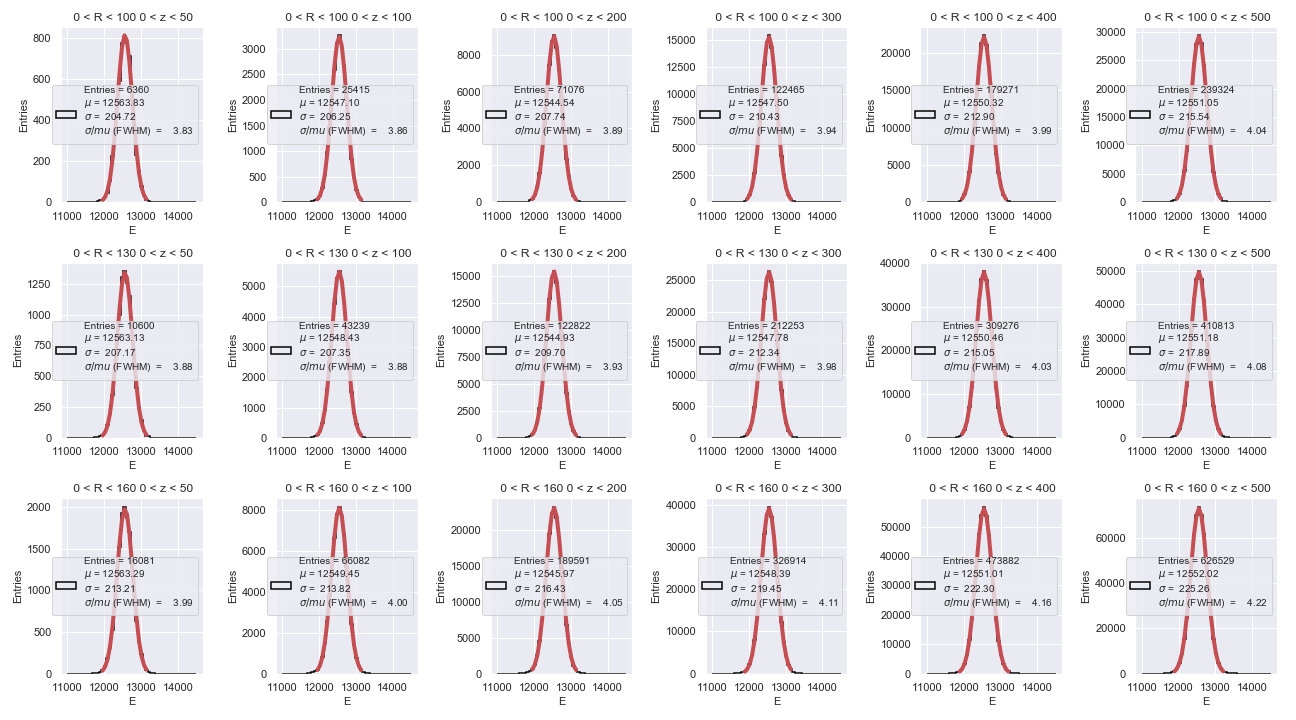 0 < R < 100 0 < z < 50
800
600
400
200
0
Entries
Entries = 6360
μ = 12563.83
σ = 204.72
σ/mu (FWHM) = 3.83
11000 12000 13000 14000
E
0 < R < 100 0 < z < 100
3000
2500
2000
1500
1000
500
0
Entries
Entries = 25415
μ = 12547.10
σ = 206.25
σ/mu (FWHM) = 3.86
11000 12000 13000 14000
E
0 < R < 100 0 < z < 200
8000
6000
4000
2000
0
Entries
Entries = 71076
μ = 12544.54
σ = 207.74
σ/mu (FWHM) = 3.89
11000 12000 13000 14000
E
0 < R < 100 0 < z < 300
15000
12500
10000
7500
5000
2500
0
Entries
Entries = 122465
μ = 12547.50
σ = 210.43
σ/mu (FWHM) = 3.94
11000 12000 13000 14000
E
0 < R < 100 0 < z < 400
20000
15000
10000
5000
0
Entries
Entries = 179271
μ = 12550.32
σ = 212.90
σ/mu (FWHM) = 3.99
11000 12000 13000 14000
E
0 < R < 100 0 < z < 500
30000
25000
20000
15000
10000
5000
0
Entries
Entries = 239324
μ = 12551.05
σ = 215.54
σ/mu (FWHM) = 4.04
11000 12000 13000 14000
E
0 < R < 130 0 < z < 50
1250
1000
750
500
250
0
Entries
Entries = 10600
μ = 12563.13
σ = 207.17
σ/mu (FWHM) = 3.88
11000 12000 13000 14000
E
0 < R < 130 0 < z < 100
5000
4000
3000
2000
1000
0
Entries
Entries = 43239
μ = 12548.43
σ = 207.35
σ/mu (FWHM) = 3.88
11000 12000 13000 14000
E
0 < R < 130 0 < z < 200
15000
12500
10000
7500
5000
2500
0
Entries
Entries = 122822
μ = 12544.93
σ = 209.70
σ/mu (FWHM) = 3.93
11000 12000 13000 14000
E
0 < R < 130 0 < z < 300
25000
20000
15000
10000
5000
0
Entries
Entries = 212253
μ = 12547.78
σ = 212.34
σ/mu (FWHM) = 3.98
11000 12000 13000 14000
E
0 < R < 130 0 < z < 400
40000
30000
20000
10000
0
Entries
Entries = 309276
μ = 12550.46
σ = 215.05
σ/mu (FWHM) = 4.03
11000 12000 13000 14000
E
0 < R < 130 0 < z < 500
50000
40000
30000
20000
10000
0
Entries
Entries = 410813
μ = 12551.18
σ = 217.89
σ/mu (FWHM) = 4.08
11000 12000 13000 14000
E
0 < R < 160 0 < z < 50
2000
1500
1000
500
0
Entries
Entries = 16081
μ = 12563.29
σ = 213.21
σ/mu (FWHM) = 3.99
11000 12000 13000 14000
E
0 < R < 160 0 < z < 100
8000
6000
4000
2000
0
Entries
Entries = 66082
μ = 12549.45
σ = 213.82
σ/mu (FWHM) = 4.00
11000 12000 13000 14000
E
0 < R < 160 0 < z < 200
20000
15000
10000
5000
0
Entries
Entries = 189591
μ = 12545.97
σ = 216.43
σ/mu (FWHM) = 4.05
11000 12000 13000 14000
E
0 < R < 160 0 < z < 300
40000
30000
20000
10000
0
Entries
Entries = 326914
μ = 12548.39
σ = 219.45
σ/mu (FWHM) = 4.11
11000 12000 13000 14000
E
0 < R < 160 0 < z < 400
50000
40000
30000
20000
10000
0
Entries
Entries = 473882
μ = 12551.01
σ = 222.30
σ/mu (FWHM) = 4.16
11000 12000 13000 14000
E
0 < R < 160 0 < z < 500
60000
40000
20000
0
Entries
Entries = 626529
μ = 12552.02
σ = 225.26
σ/mu (FWHM) = 4.22
11000 12000 13000 14000
E